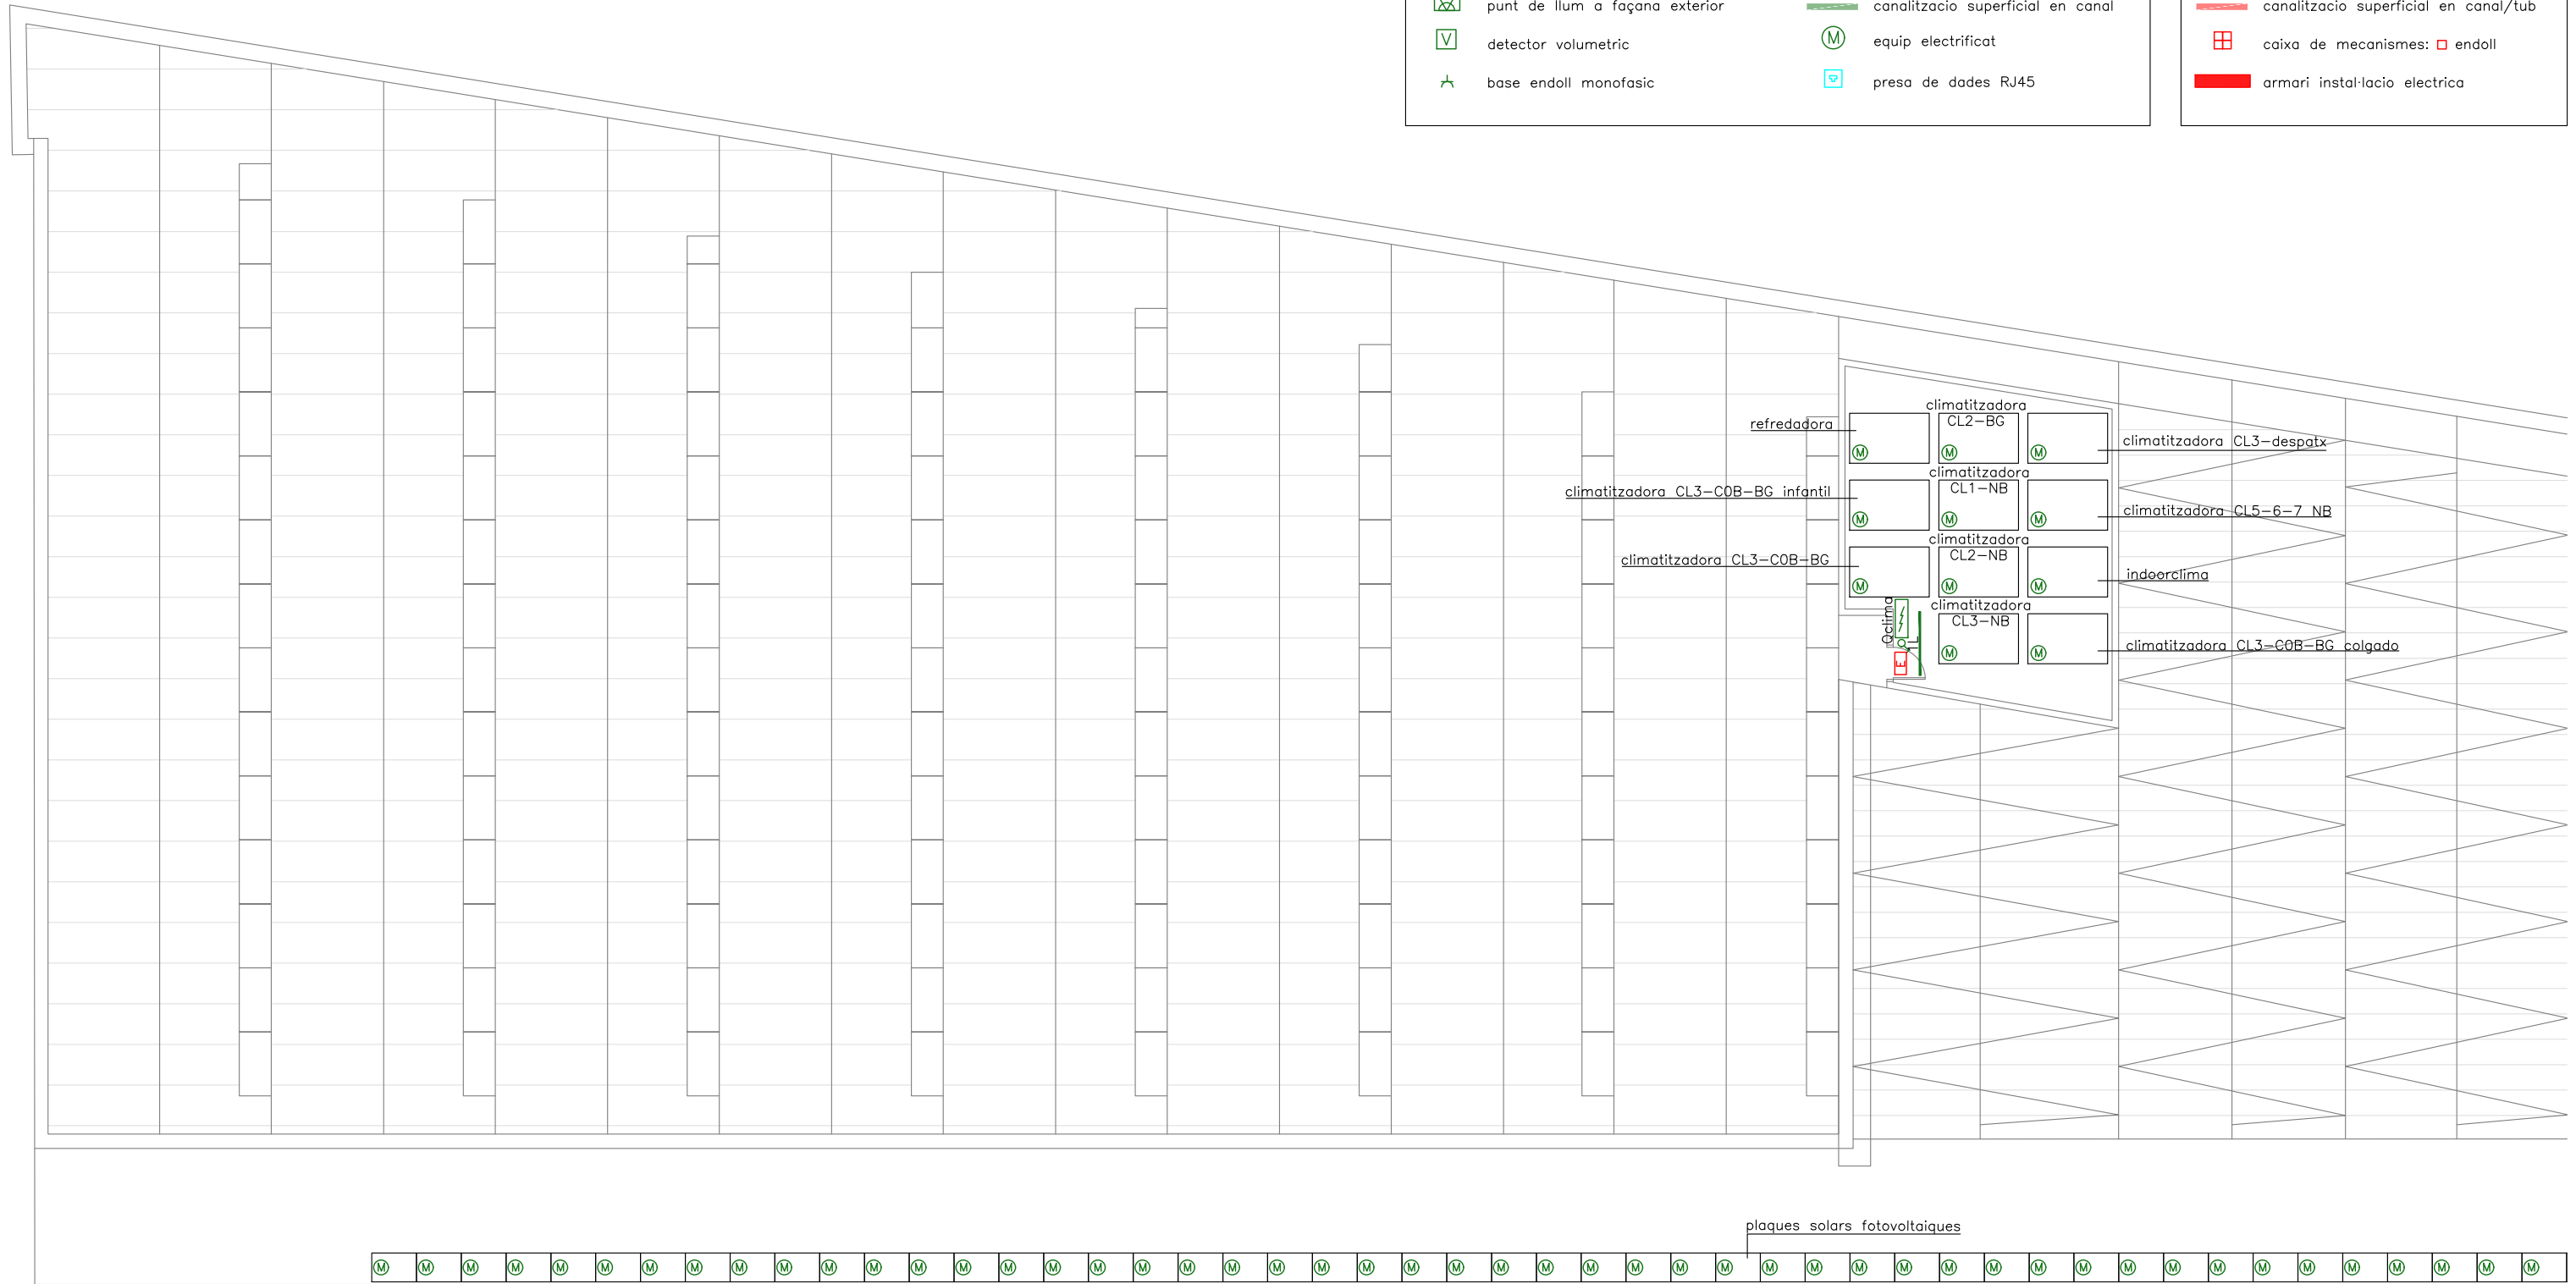 punt de llum a façana exterior
canalitzacio superficial en canal
canalitzacio superficial en canal/tub
V
detector volumetric
M
equip electrificat
caixa de mecanismes: endoll
base endoll monofasic
presa de dades RJ45
armari instal·lacio electrica
climatitzadora
CL2-BG
refredadora
climatitzadora CL3-despatx
M M M
climatitzadora
CL1-NB
climatitzadora CL3-COB-BG infantil
climatitzadora CL5-6-7 NB
M M M
climatitzadora
CL2-NB
climatitzadora CL3-COB-BG
indoorclima
M M M
climatitzadora
CL3-NB
Qclima
L
E
climatitzadora CL3-COB-BG colgado
M M
plaques solars fotovoltaiques
M M M M M M M M M M M M M M M M M M M M M M M M M M M M M M M M M M M M M M M M M M M M M M M M M